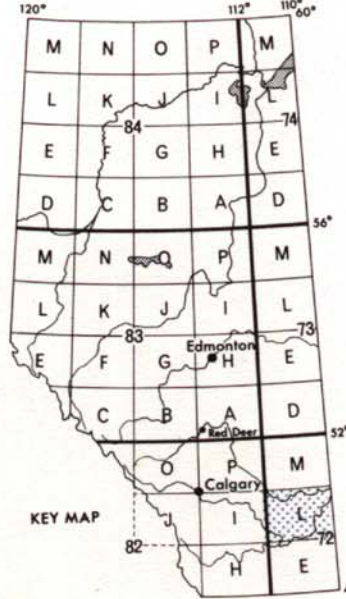 120° 112° 110°
60°
M N O P M
L K J I L
84 74
E F G H E
D C B A D
56°
M N O P M
L K J I L
83 73
Edmonton
E F G H E
C B A D
Red Deer
52°
O P M
Calgary
KEY MAP J I L
82 72
H E